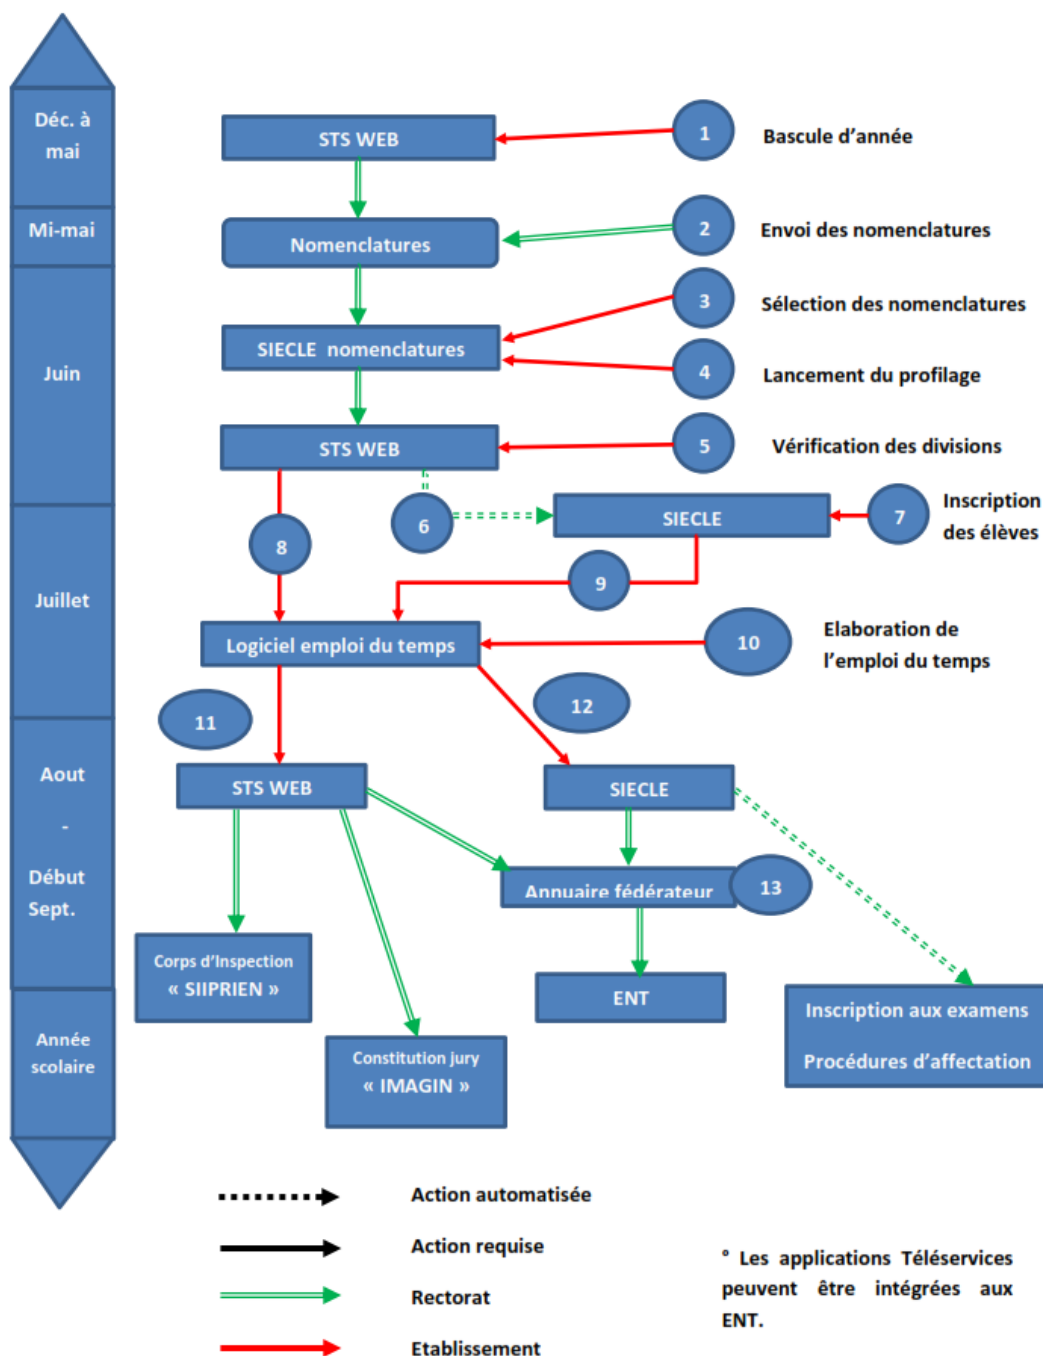 Déc. à
mai
STS WEB
1
Bascule d'année
Mi-mai
Nomenclatures
2
Envoi des nomenclatures
Juin
SIECLE nomenclatures
3
Sélection des nomenclatures
4
Lancement du profilage
STS WEB
5
Vérification des divisions
6
SIECLE
7
Inscription
des élèves
8
9
Juillet
Logiciel emploi du temps
10
Elaboration de
l'emploi du temps
11
12
Aout
-
Début
Sept.
STS WEB
SIECLE
Annuaire fédérateur
13
Corps d'Inspection
« SIIPRIEN »
ENT
Inscription aux examens
Procédures d'affectation
Année
scolaire
Constitution jury
« IMAGIN »
Action automatisée
Action requise
Rectorat
Etablissement
° Les applications Téléservices
peuvent être intégrées aux
ENT.